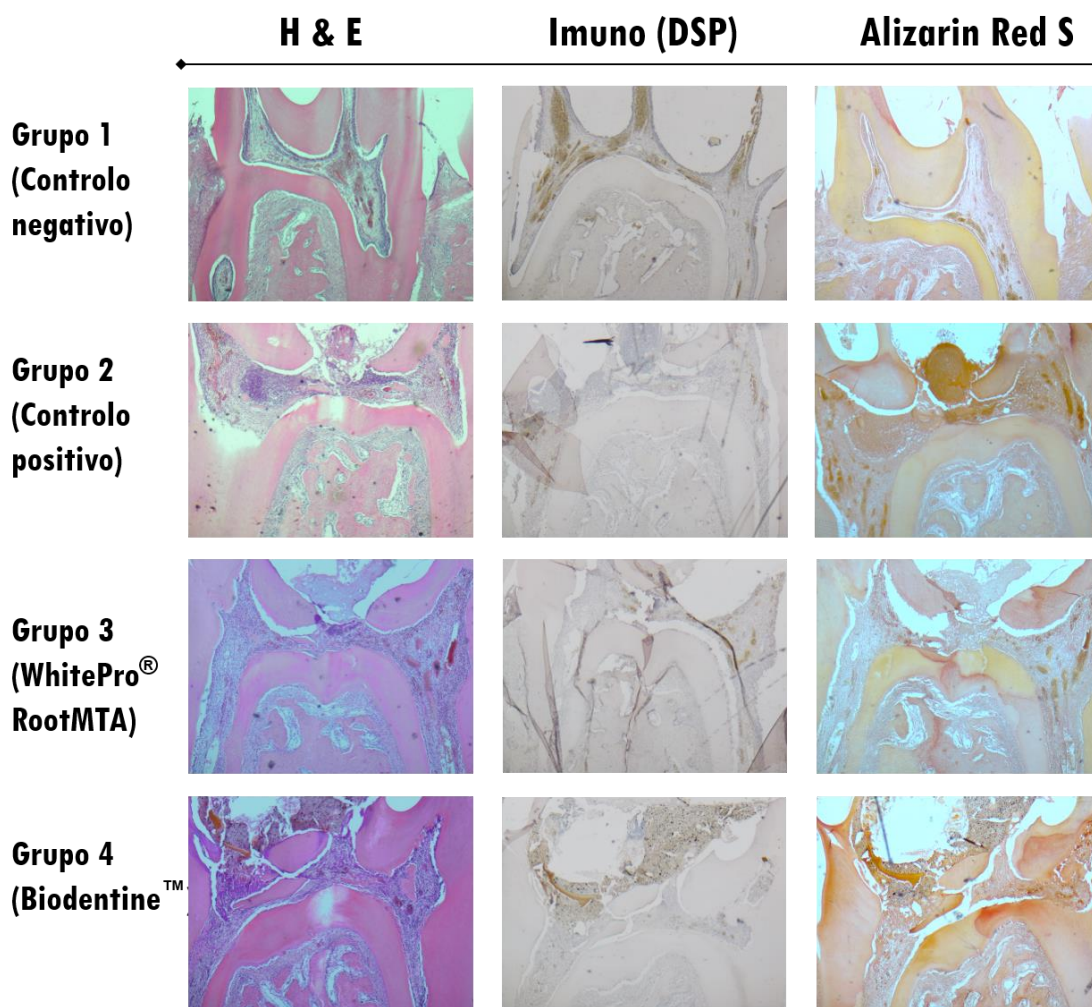 H & E Imuno (DSP) Alizarin Red S
Grupo 1
(Controlo
negativo)
Grupo 2
(Controlo
positivo)
Grupo 3
(WhitePro®
RootMTA)
Grupo 4
(Biodentine™